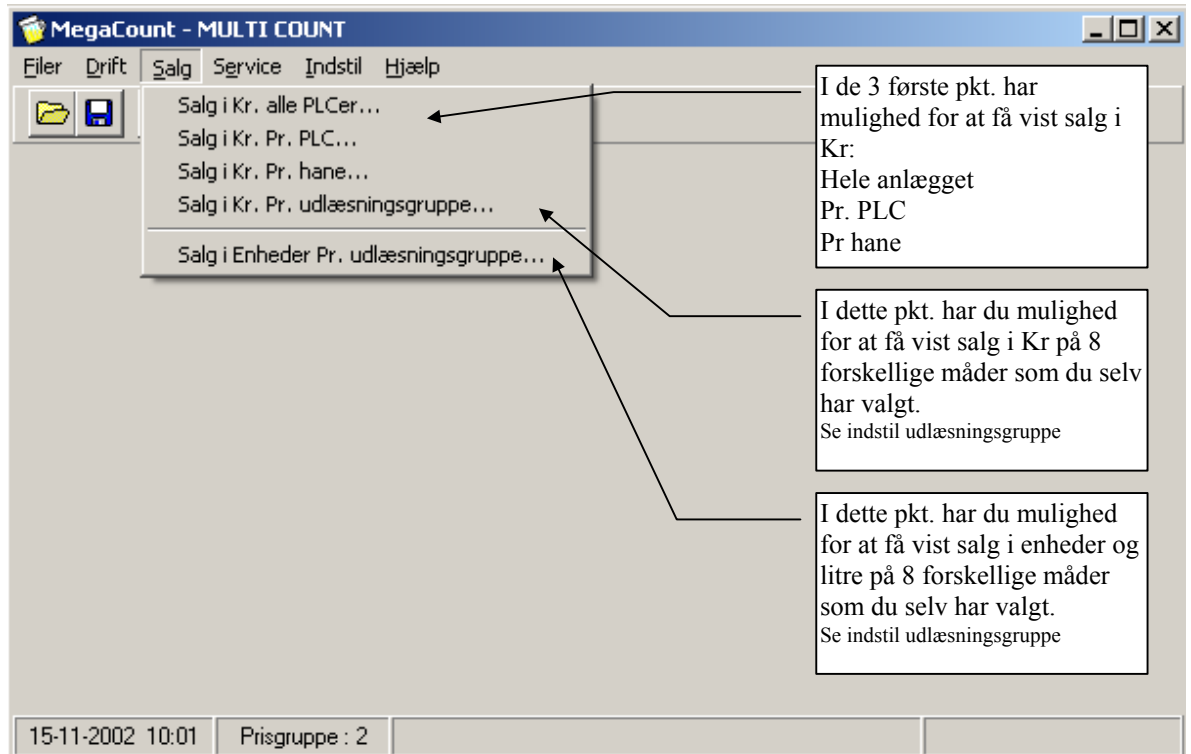 MegaCount - MULTI COUNT
Filer Drift Salg Service Indstil Hjælp
Salg i Kr. alle PLCer...
Salg i Kr. Pr. PLC...
Salg i Kr. Pr. hane...
Salg i Kr. Pr. udlæsningsgruppe...
Salg i Enheder Pr. udlæsningsgruppe...
I de 3 første pkt. har
mulighed for at få vist salg i
Kr:
Hele anlægget
Pr. PLC
Pr hane
I dette pkt. har du mulighed
for at få vist salg i Kr på 8
forskellige måder som du selv
har valgt.
Se indstil udlæsningsgruppe
I dette pkt. har du mulighed
for at få vist salg i enheder og
litre på 8 forskellige måder
som du selv har valgt.
Se indstil udlæsningsgruppe
15-11-2002 10:01 Prisgruppe : 2